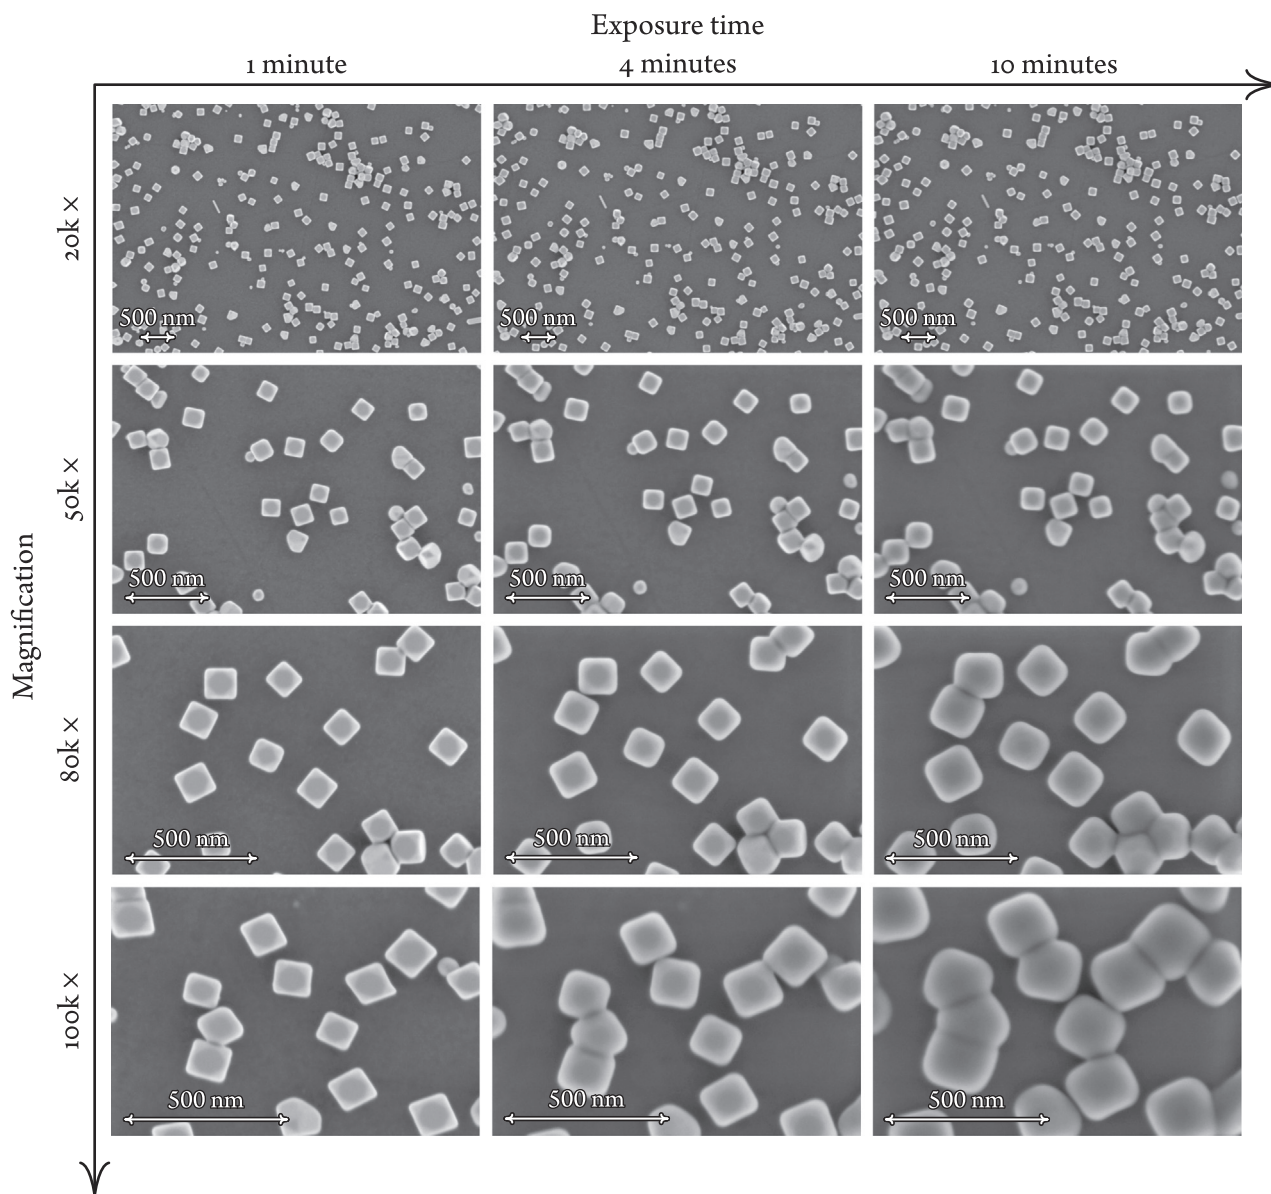 Exposure time
1 minute 4 minutes 10 minutes
Magnification
20k ×
500 nm 500 nm 500 nm
50k ×
500 nm 500 nm 500 nm
80k ×
500 nm 500 nm 500 nm
100k ×
500 nm 500 nm 500 nm